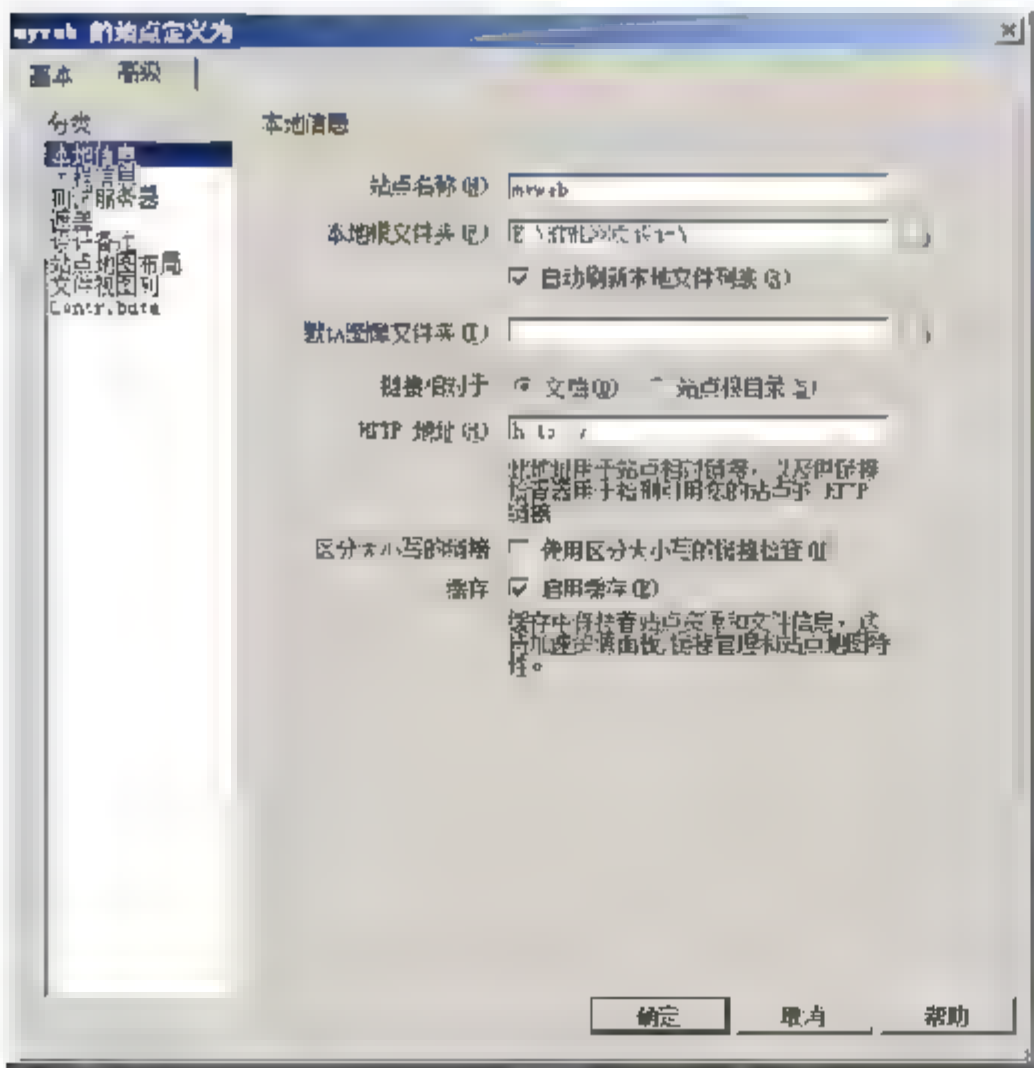 myweb 的站点定义为
基本 高级
分类
本地信息
本地信息
远程信息
测试服务器
遮盖
设计备注
站点地图布局
文件视图列
Contribute
站点名称(N)
myweb
本地根文件夹(F)
自动刷新本地文件列表(R)
默认图像文件夹(I)
链接相对于 文档(D) 站点根目录(S)
HTTP 地址(H)
http://
此地址用于站点相对链接，以及供链接
检查器用于检测引用您的站点的 HTTP
链接
区分大小写的链接 使用区分大小写的链接检查(U)
缓存 启用缓存(E)
缓存中保持着站点资源和文件信息，这
将加速资源面板,链接管理和站点地图特
性。
确定 取消 帮助